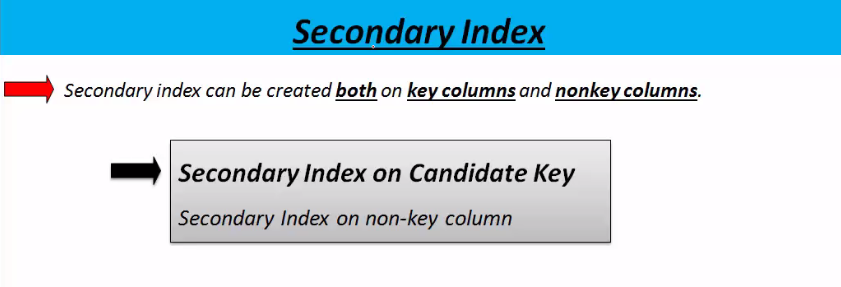 Secondary Index
Secondary index can be created both on key columns and nonkey columns.
Secondary Index on Candidate Key
Secondary Index on non-key column